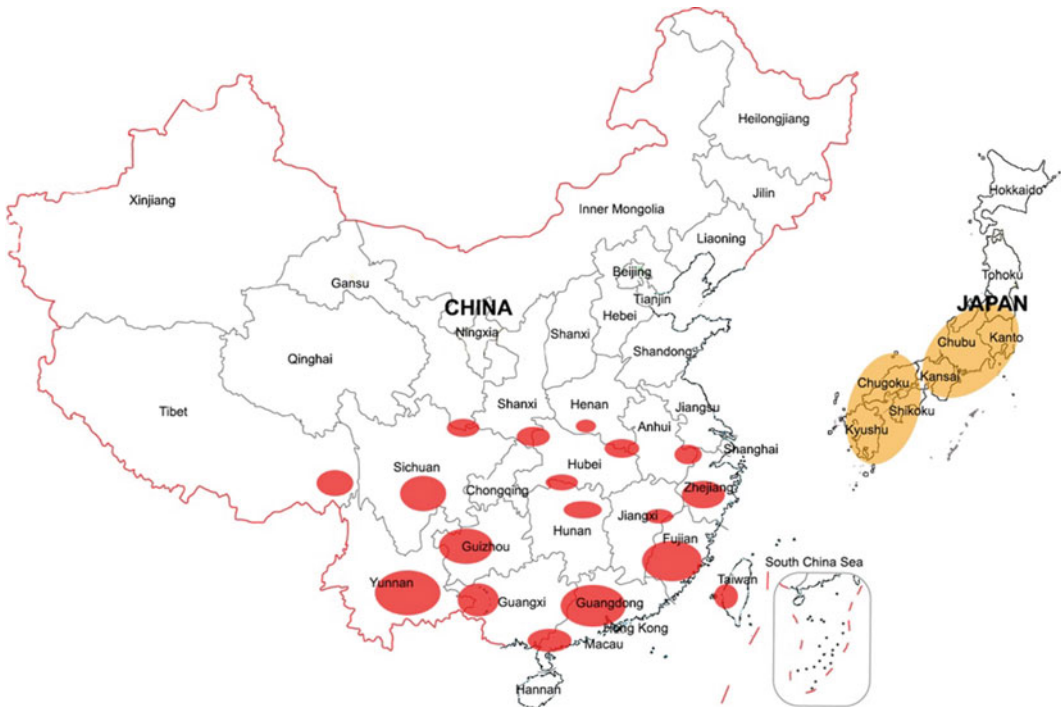 Heilongjiang
Xinjiang
Jilin
Hokkaido
Inner Mongolia
Liaoning
Beijing
Tohoku
Gansu
Tianjin
CHINA
JAPAN
Hebei
Ningxia
Shanxi
Chubu
Kanto
Qinghai
Shandong
Kansai
Chugoku
Tibet
Shanxi
Henan
Jiangsu
Shikoku
Anhui
Kyushu
Shanghai
Sichuan
Hubei
Chongqing
Zhejiang
Jiangxi
Hunan
Fujian
Guizhou
South China Sea
Yunnan
Taiwan
Guangxi
Guangdong
Hong Kong
Macau
Hannan